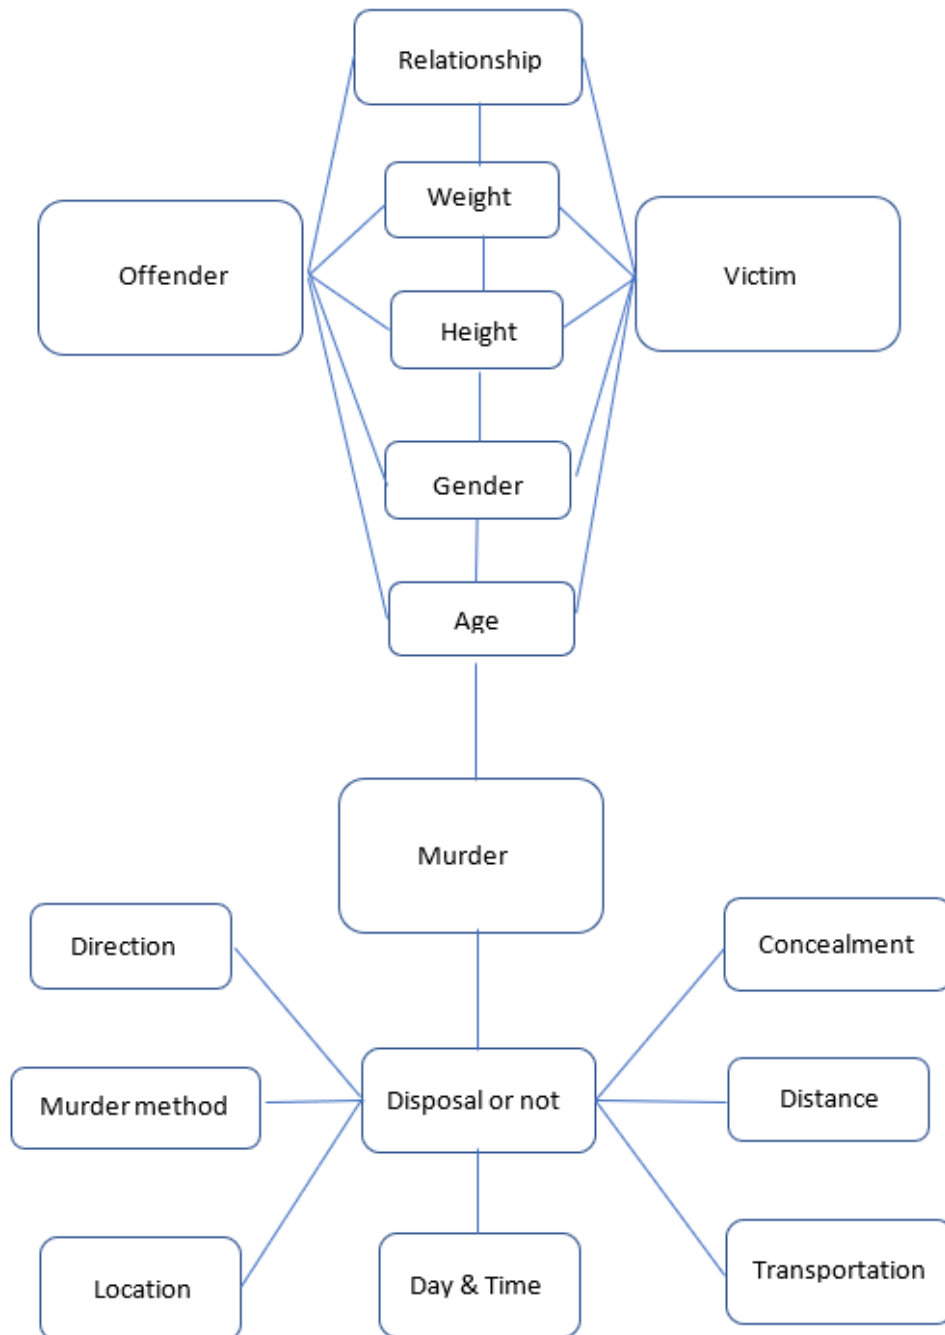 Relationship
Weight
Offender
Victim
Height
Gender
Age
Murder
Direction
Concealment
Murder method
Disposal or not
Distance
Location
Day & Time
Transportation